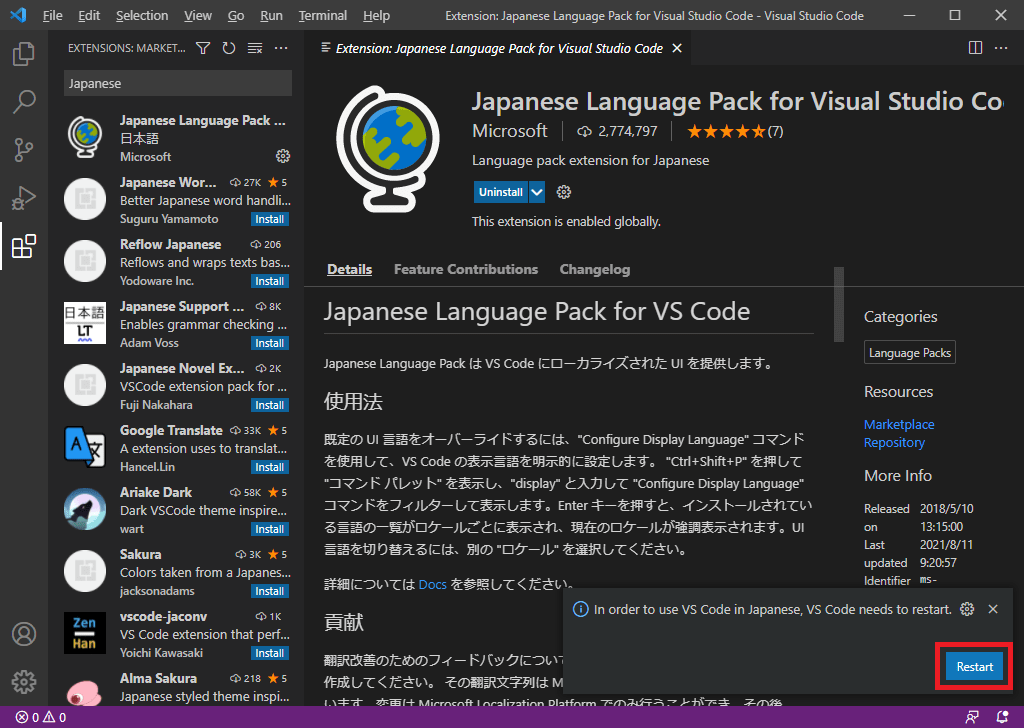 File Edit Selection View Go Run Terminal Help
Extension: Japanese Language Pack for Visual Studio Code - Visual Studio Code
EXTENSIONS: MARKET...
Japanese
Japanese Language Pack ...
日本語
Microsoft
Japanese Wor... 27K 5
Better Japanese word handli...
Suguru Yamamoto Install
Reflow Japanese 206
Reflows and wraps texts bas...
Yodoware Inc. Install
日本語
LT
Japanese Support ... 8K
Enables grammar checking ...
Adam Voss Install
Japanese Novel Ex... 2K
VSCode extension pack for ...
Fuji Nakahara Install
A 文
Google Translate 33K 5
A extension uses to translat...
Hancel.Lin Install
Ariake Dark 58K 5
Dark VSCode theme inspire...
wart Install
Sakura 3K 5
Colors taken from a Japanes...
jacksonadams Install
Zen
Han
vscode-jaconv 1K
VS Code extension that perf...
Yoichi Kawasaki Install
Alma Sakura 218 5
Japanese styled theme inspi...
Extension: Japanese Language Pack for Visual Studio Code
Japanese Language Pack for Visual Studio Co
Microsoft 2,774,797 (7)
Language pack extension for Japanese
Uninstall
This extension is enabled globally.
Details Feature Contributions Changelog
Japanese Language Pack for VS Code
Japanese Language Pack は VS Code にローカライズされた UI を提供します。
使用法
既定の UI 言語をオーバーライドするには、"Configure Display Language" コマンド
を使用して、VS Code の表示言語を明示的に設定します。 "Ctrl+Shift+P" を押して
"コマンド パレット" を表示し、"display" と入力して "Configure Display Language"
コマンドをフィルターして表示します。Enter キーを押すと、インストールされてい
る言語の一覧がロケールごとに表示され、現在のロケールが強調表示されます。UI
言語を切り替えるには、別の "ロケール" を選択してください。
詳細については Docs を参照してください。
貢献
翻訳改善のためのフィードバックについて
作成してください。 その翻訳文字列は M
います。変更は Microsoft Localization Platform でのみ行うことができ、その後
Categories
Language Packs
Resources
Marketplace
Repository
More Info
Released on 2018/5/10 13:15:00
Last updated 2021/8/11 9:20:57
Identifier ms-
In order to use VS Code in Japanese, VS Code needs to restart.
Restart
0 0